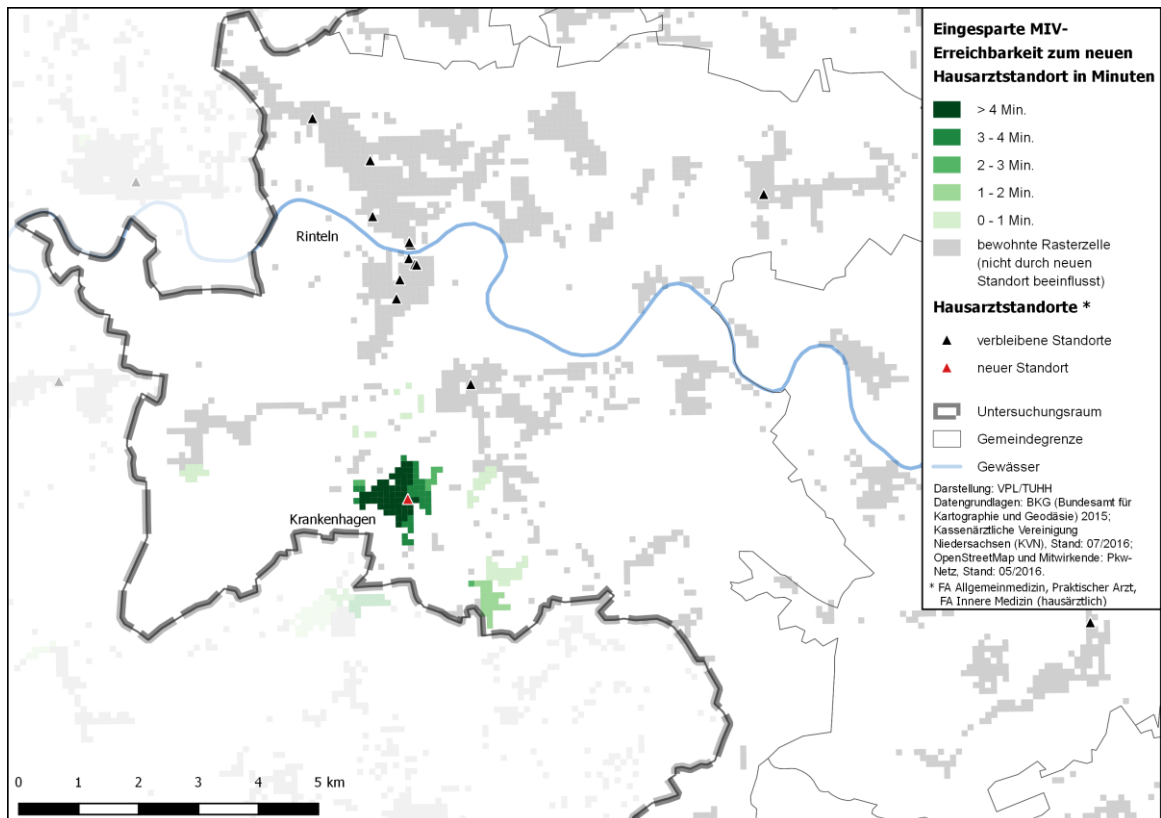 Eingesparte MIV-
Erreichbarkeit zum neuen
Hausarztstandort in Minuten
> 4 Min.
3 - 4 Min.
2 - 3 Min.
1 - 2 Min.
0 - 1 Min.
bewohnte Rasterzelle
(nicht durch neuen
Standort beeinflusst)
Hausarztstandorte *
verbleibene Standorte
neuer Standort
Untersuchungsraum
Gemeindegrenze
Gewässer
Darstellung: VPL/TUHH
Datengrundlagen: BKG (Bundesamt für
Kartographie und Geodäsie) 2015;
Kassenärztliche Vereinigung
Niedersachsen (KVN), Stand: 07/2016;
OpenStreetMap und Mitwirkende: Pkw-
Netz, Stand: 05/2016.
* FA Allgemeinmedizin, Praktischer Arzt,
FA Innere Medizin (hausärztlich)
Rinteln
Krankenhagen
0 1 2 3 4 5 km